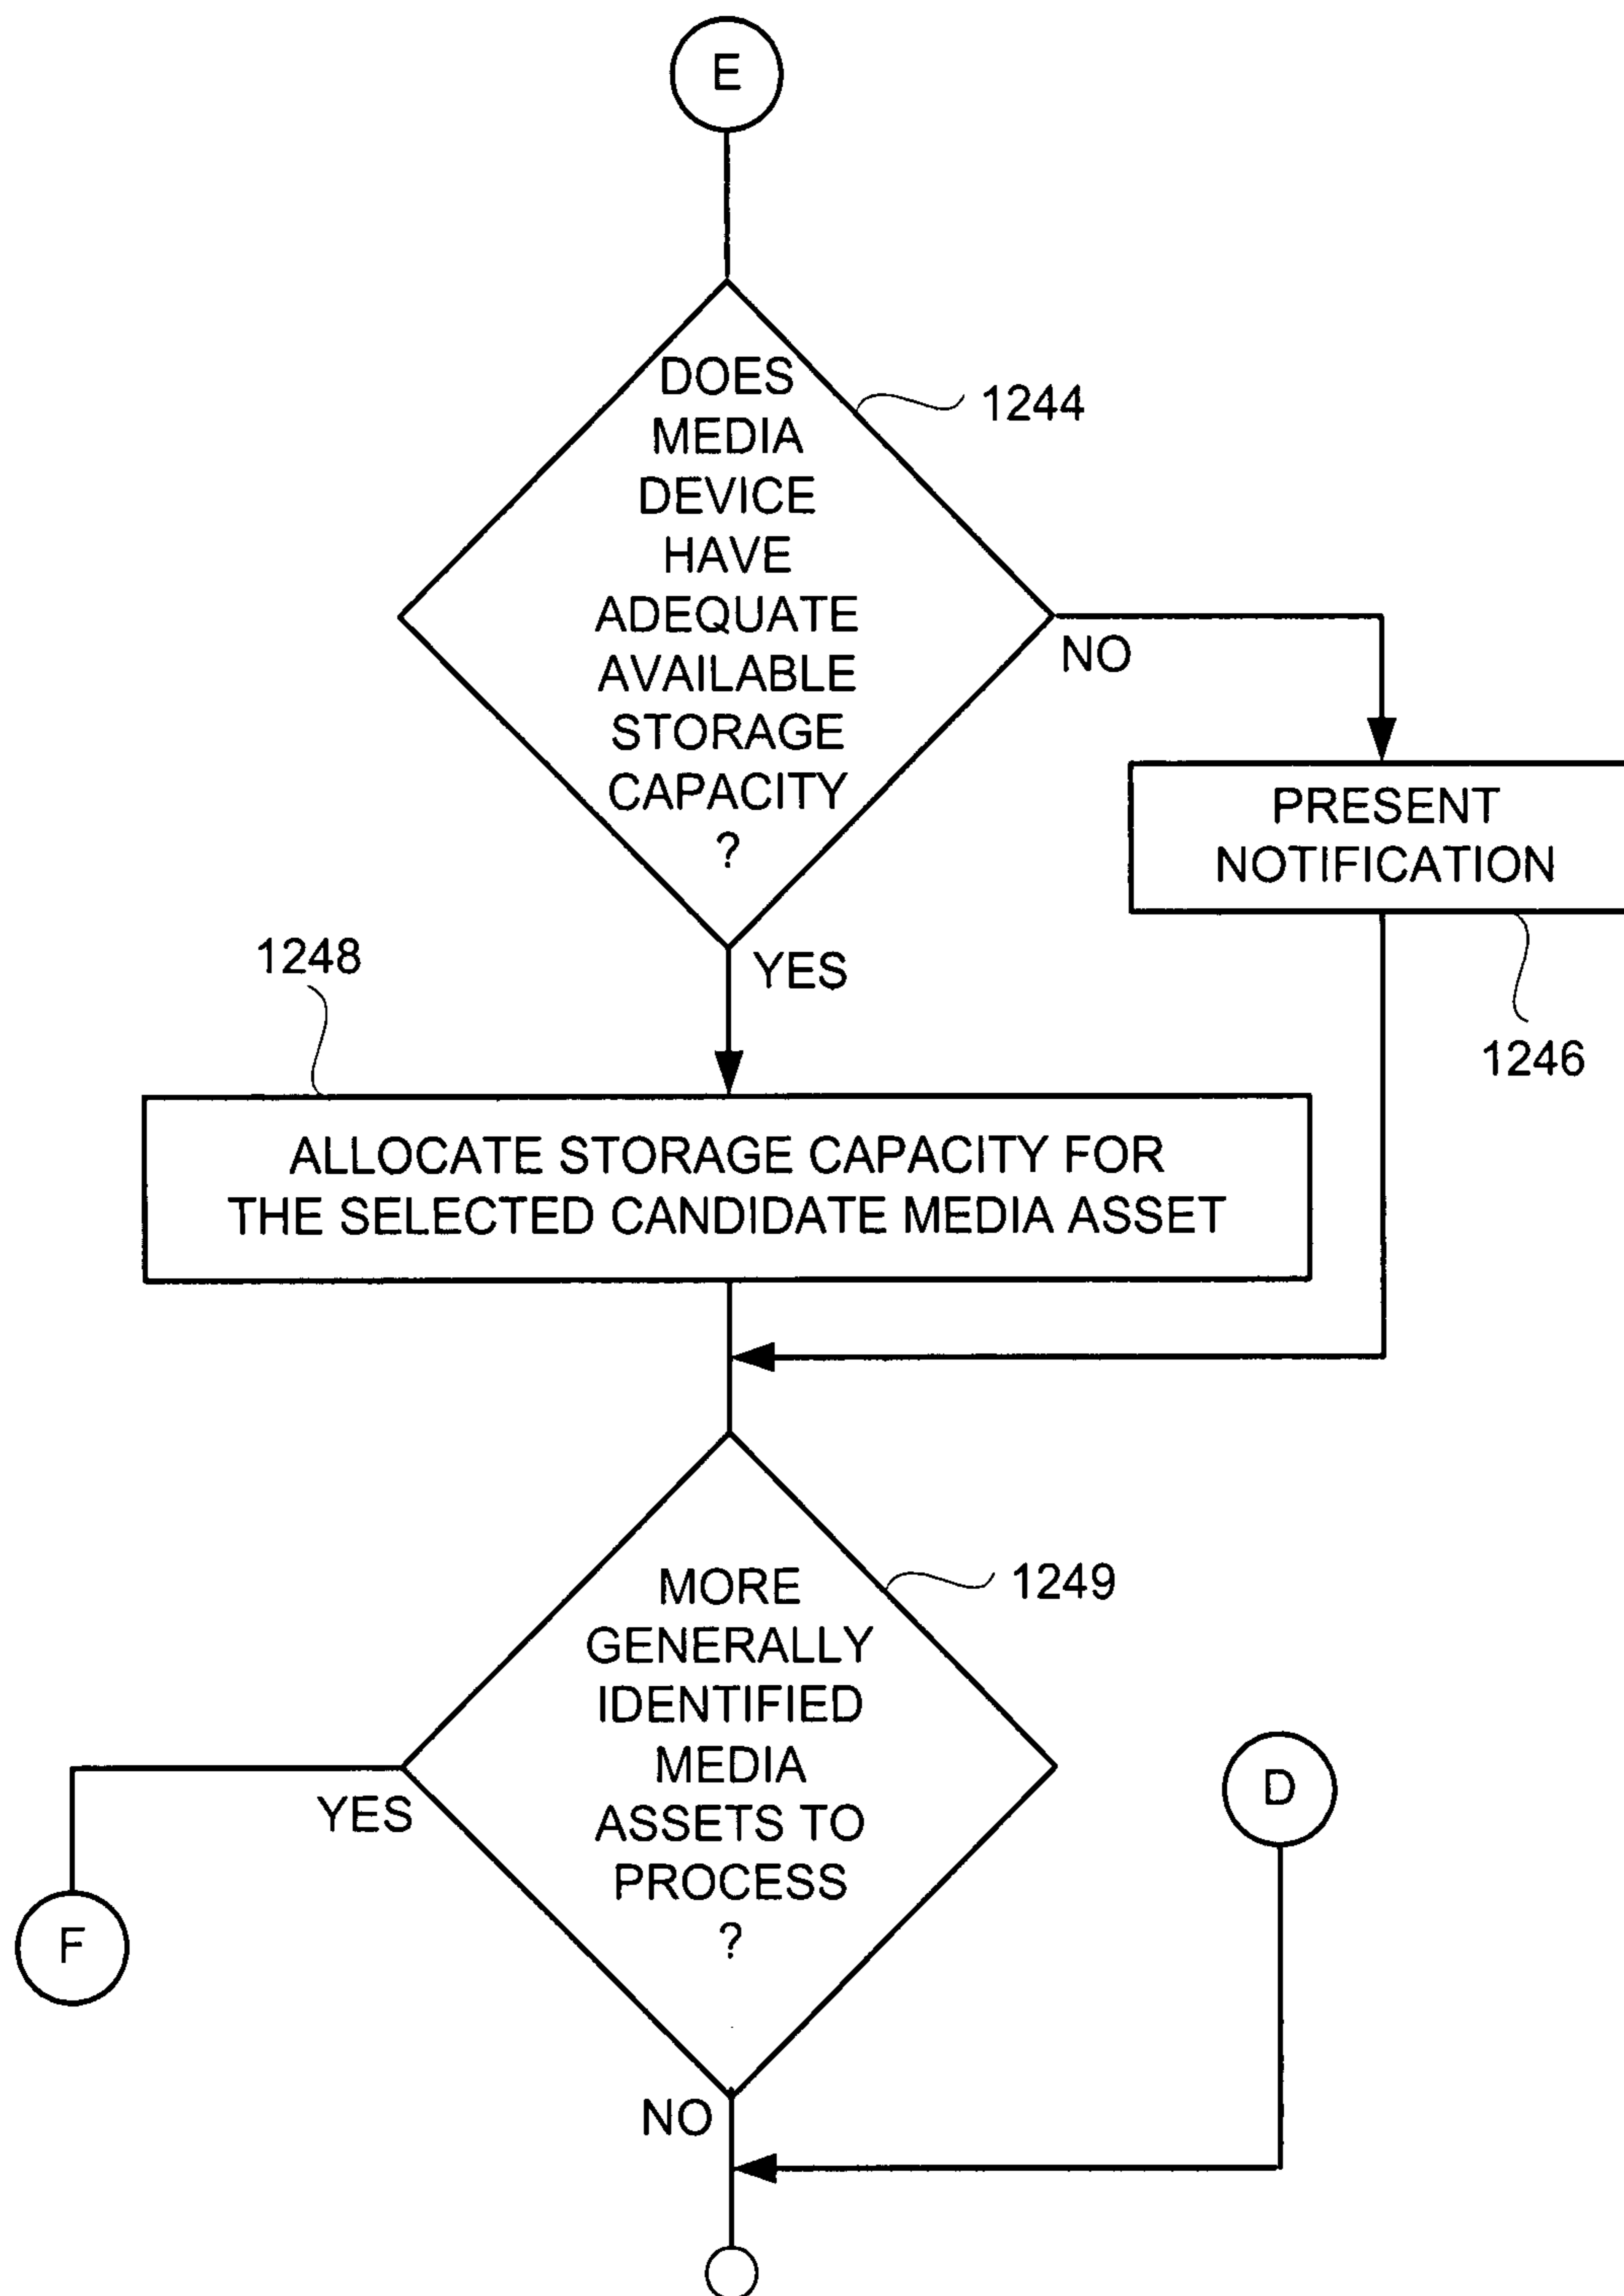 E
DOES
MEDIA
DEVICE
HAVE
ADEQUATE
AVAILABLE
STORAGE
CAPACITY
?
1244
NO
PRESENT
NOTIFICATION
1246
YES
1248
ALLOCATE STORAGE CAPACITY FOR
THE SELECTED CANDIDATE MEDIA ASSET
MORE
GENERALLY
IDENTIFIED
MEDIA
ASSETS TO
PROCESS
?
1249
YES
F
D
NO